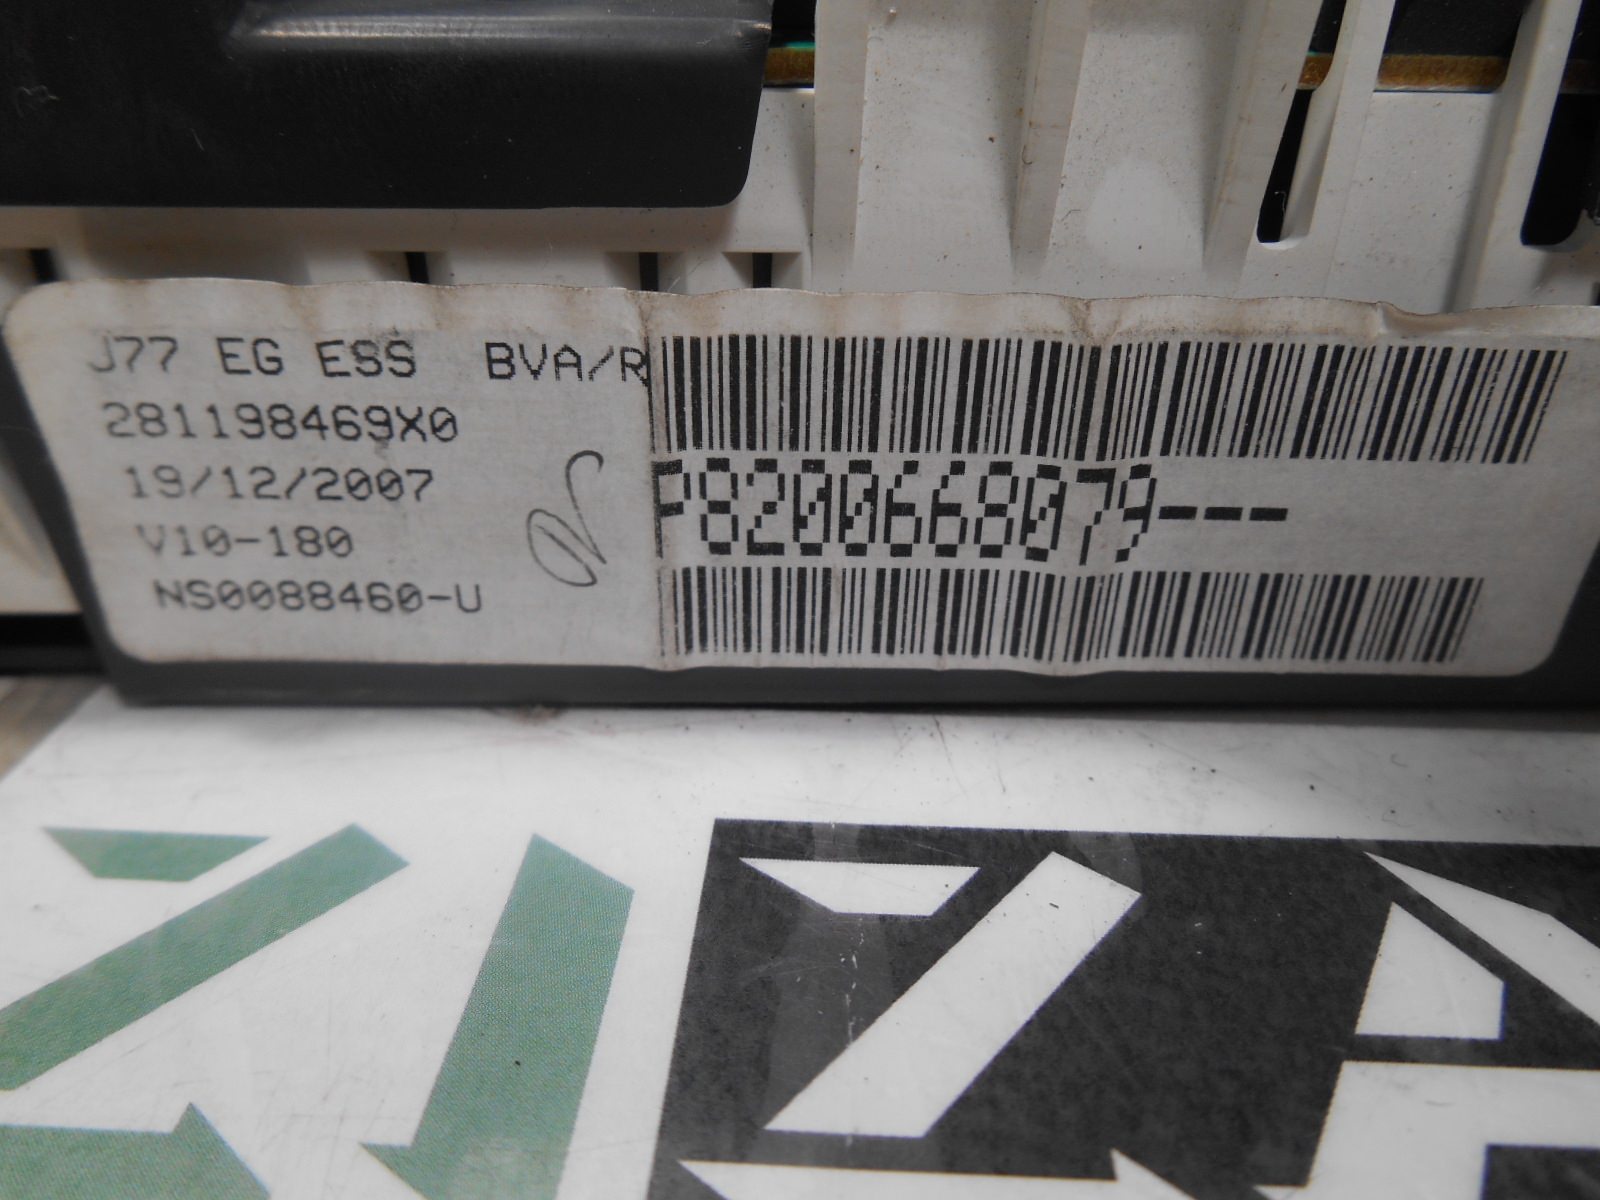 J77 EG ESS BVA/R
281198469X0
19/12/2007
V10-180
NS0088460-U
P8200668079---